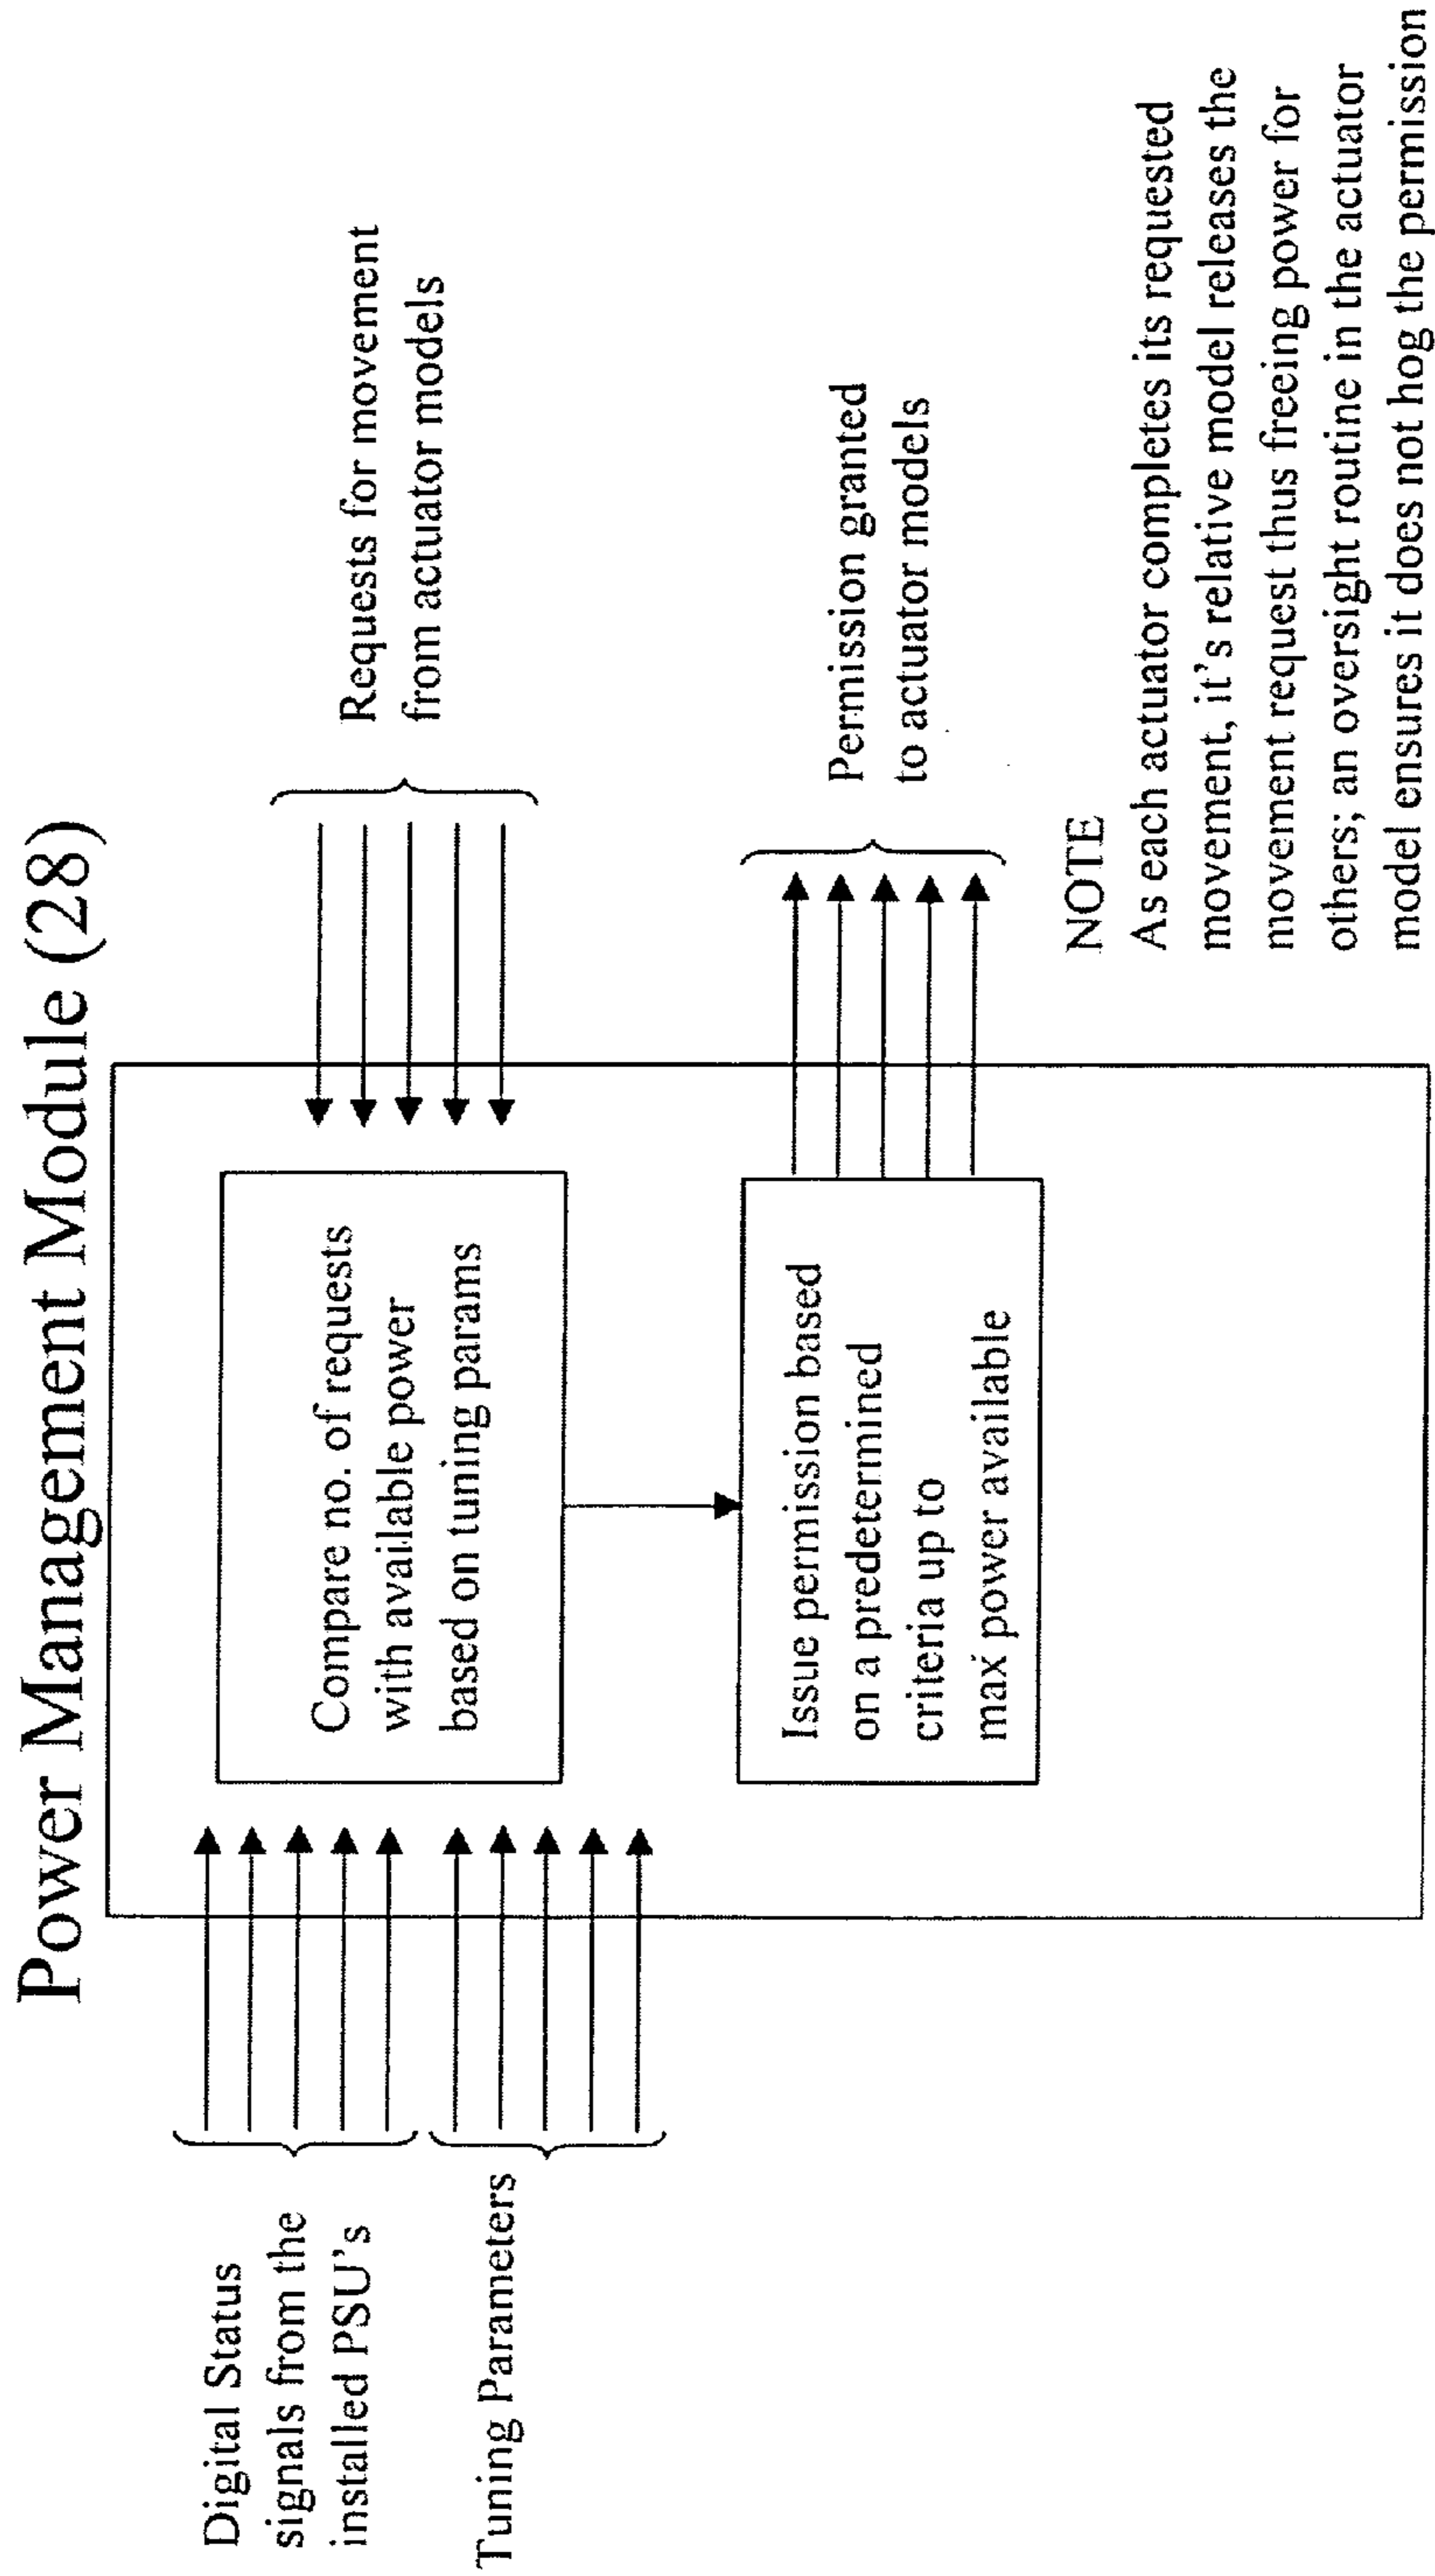 Power Management Module (28)
Digital Status
signals from the
installed PSU's
Tuning Parameters
Compare no. of requests
with available power
based on tuning params
Issue permission based
on a predetermined
criteria up to
max power available
Requests for movement
from actuator models
Permission granted
to actuator models
NOTE
As each actuator completes its requested
movement, it's relative model releases the
movement request thus freeing power for
others; an oversight routine in the actuator
model ensures it does not hog the permission